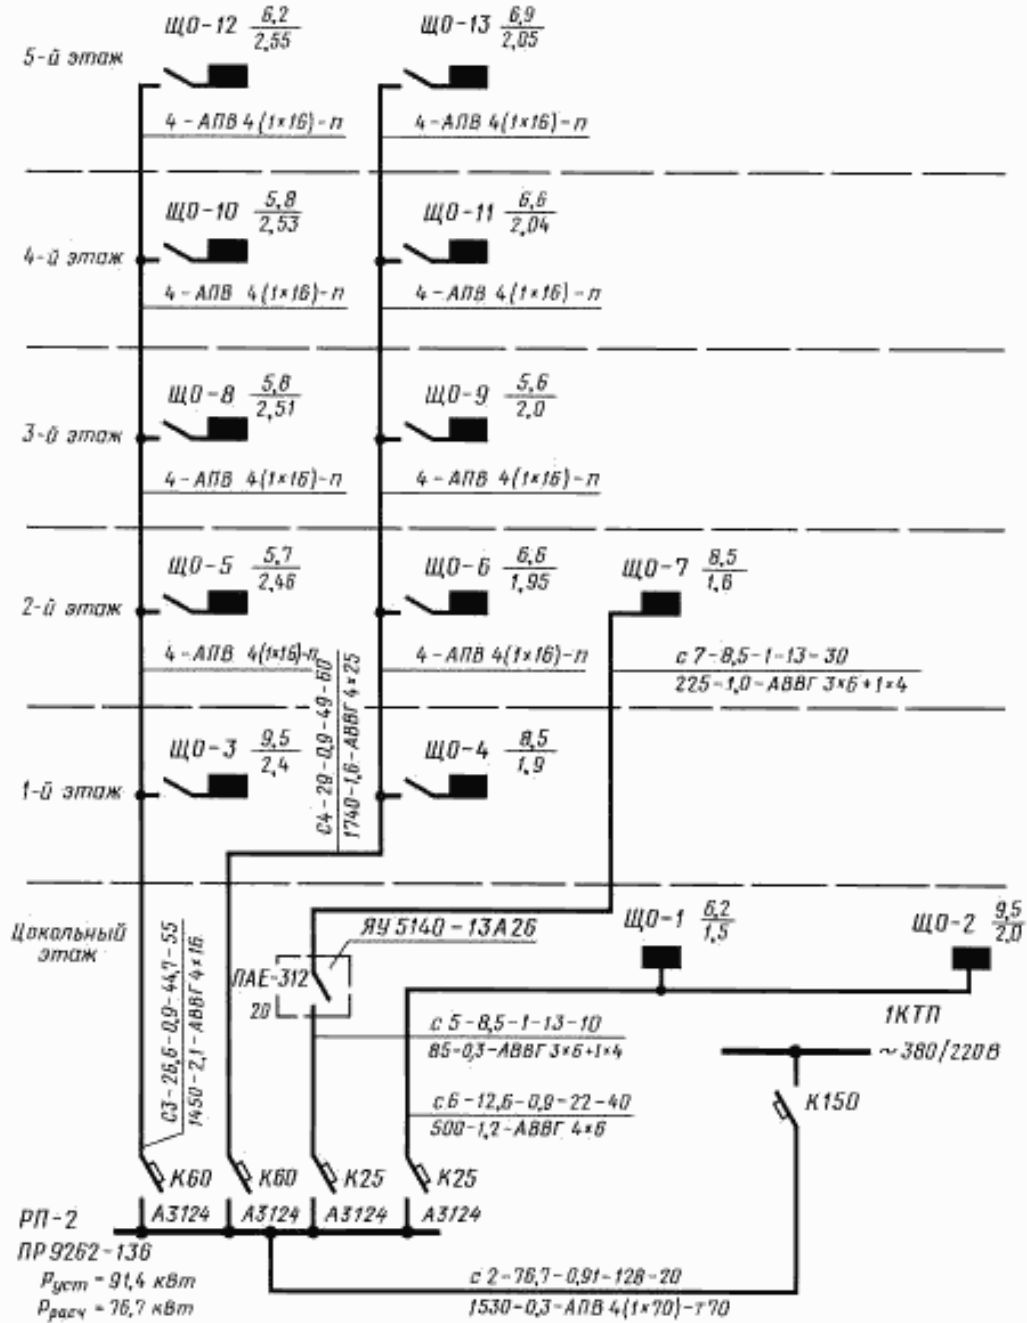 ЩО-12 6,2
2,55
ЩО-13 6,9
2,05
5-й этаж
4-АПВ 4(1×16)-п
4-АПВ 4(1×16)-п
ЩО-10 5,8
2,53
ЩО-11 6,6
2,04
4-й этаж
4-АПВ 4(1×16)-п
4-АПВ 4(1×16)-п
ЩО-8 5,8
2,51
ЩО-9 5,6
2,0
3-й этаж
4-АПВ 4(1×16)-п
4-АПВ 4(1×16)-п
ЩО-5 5,7
2,46
ЩО-6 6,6
1,95
ЩО-7 8,5
1,6
2-й этаж
4-АПВ 4(1×16)-п
4-АПВ 4(1×16)-п
с 7-8,5-1-13-30
225-1,0-АВВГ 3×6+1×4
ЩО-3 9,5
2,4
С4-29-0,9-49-60
1740-1,6-АВВГ 4×25
ЩО-4 8,5
1,9
1-й этаж
Цокольный
этаж
С3-26,6-0,9-44,7-55
1450-2,1-АВВГ 4×16
ЯУ 5140-13А26
ПАЕ-312
20
ЩО-1 6,2
1,5
ЩО-2 9,5
2,0
с 5-8,5-1-13-10
85-0,3-АВВГ 3×6+1×4
1КТП
~380/220В
с.6-12,6-0,9-22-40
500-1,2-АВВГ 4×6
К150
К60
К60
К25
К25
А3124
А3124
А3124
А3124
РП-2
ПР 9262-136
Руст = 91,4 квт
Ррасч = 76,7 квт
с 2-76,7-0,91-128-20
1530-0,3-АПВ 4(1×70)-т70